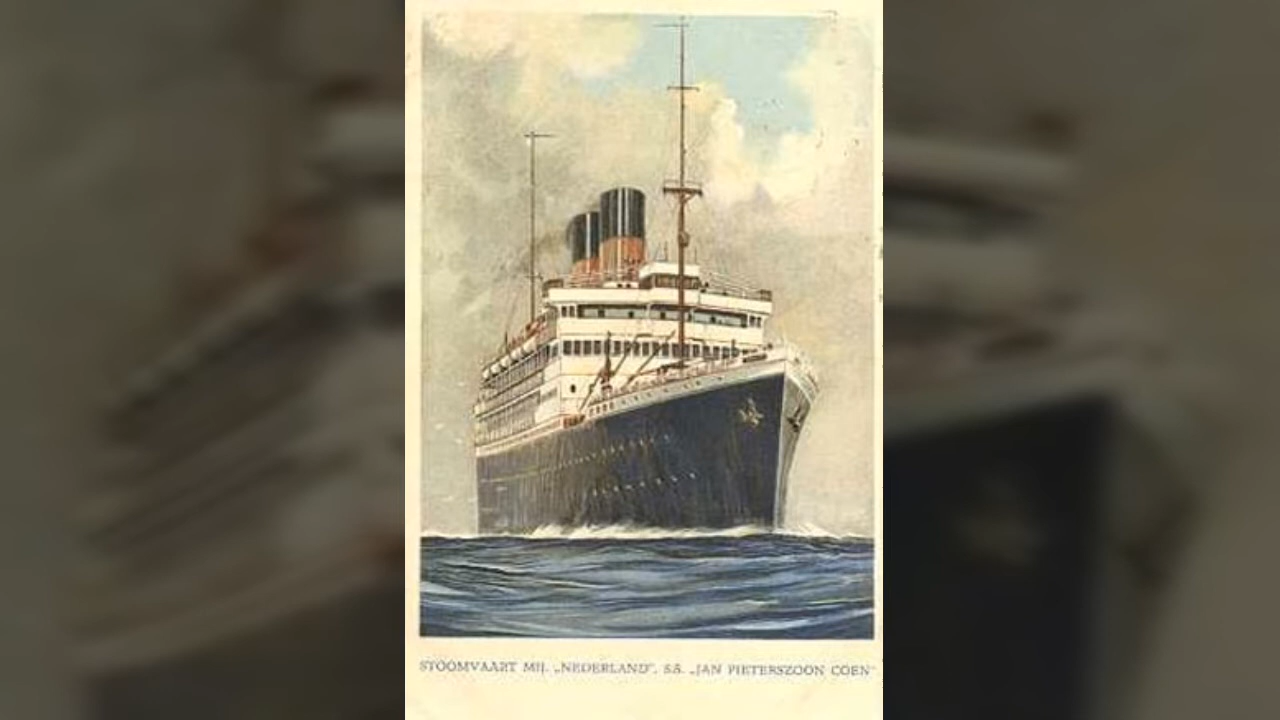 STOOMVAART MIJ. „NEDERLAND". S.S. „JAN PIETERSZOON COEN"